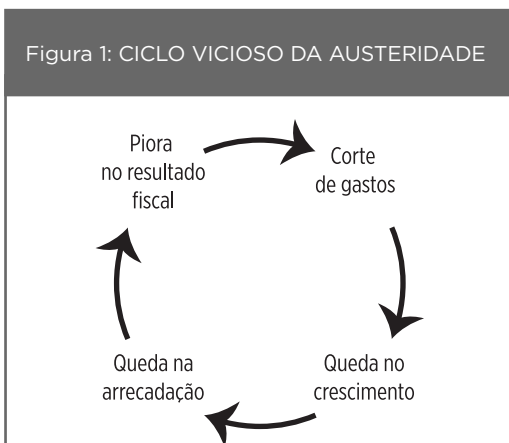 Figura 1: CICLO VICIOSO DA AUSTERIDADE
Piora
no resultado
fiscal
Corte
de gastos
Queda no
crescimento
Queda na
arrecadação